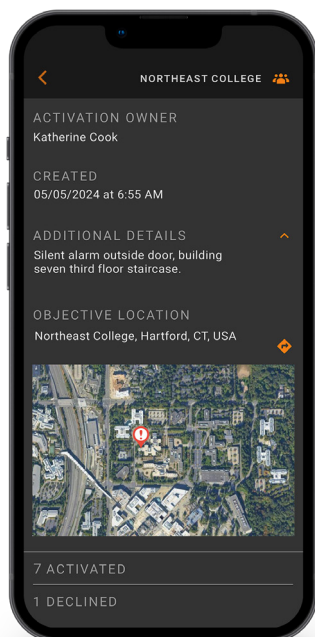 NORTHEAST COLLEGE
ACTIVATION OWNER
Katherine Cook
CREATED
05/05/2024 at 6:55 AM
ADDITIONAL DETAILS
Silent alarm outside door, building
seven third floor staircase.
OBJECTIVE LOCATION
Northeast College, Hartford, CT, USA
7 ACTIVATED
1 DECLINED